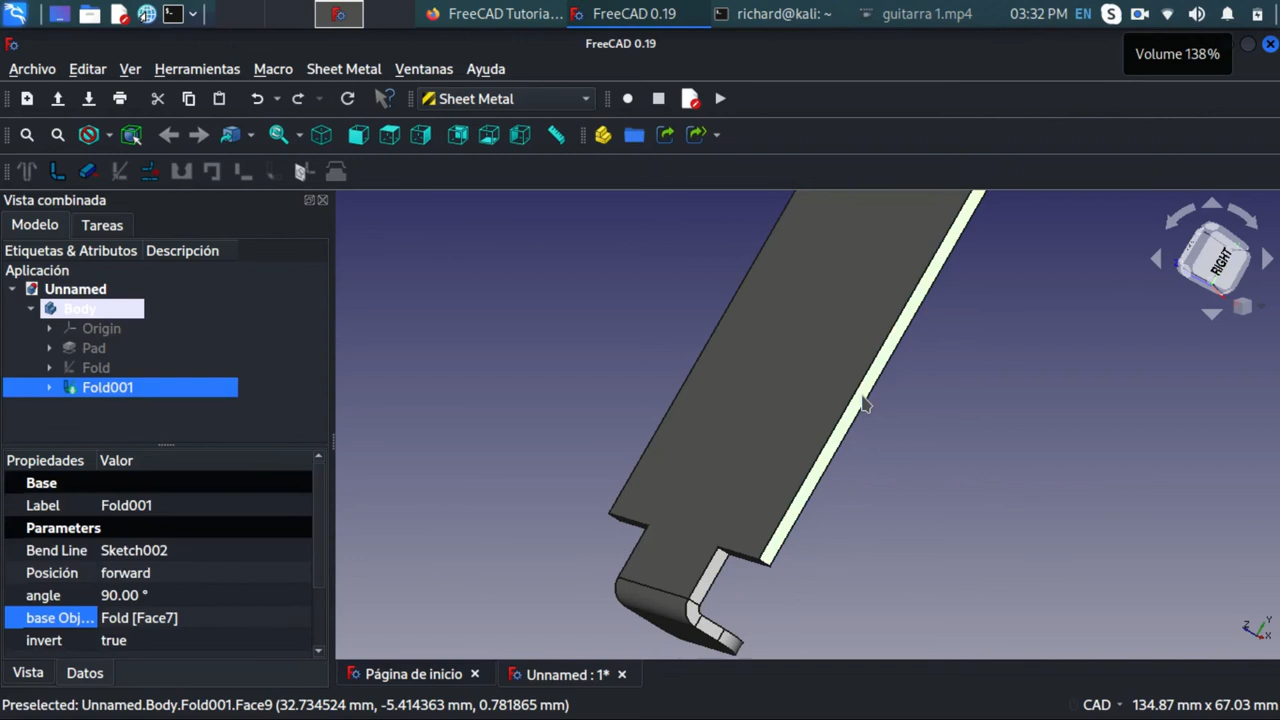 FreeCAD Tutoria...
FreeCAD 0.19
richard@kali: ~
guitarra 1.mp4
03:32 PM
EN
FreeCAD 0.19
Volume 138%
Archivo
Editar
Ver
Herramientas
Macro
Sheet Metal
Ventanas
Ayuda
Sheet Metal
Vista combinada
Modelo
Tareas
Etiquetas & Atributos
Descripción
Aplicación
Unnamed
Body
Origin
Pad
Fold
Fold001
Propiedades
Valor
Base
Label
Fold001
Parameters
Bend Line
Sketch002
Posición
forward
angle
90.00 °
base Obj...
Fold [Face7]
invert
true
Vista
Datos
RIGHT
Z
Y
X
Página de inicio
Unnamed : 1*
Preselected: Unnamed.Body.Fold001.Face9 (32.734524 mm, -5.414363 mm, 0.781865 mm)
CAD
134.87 mm x 67.03 mm